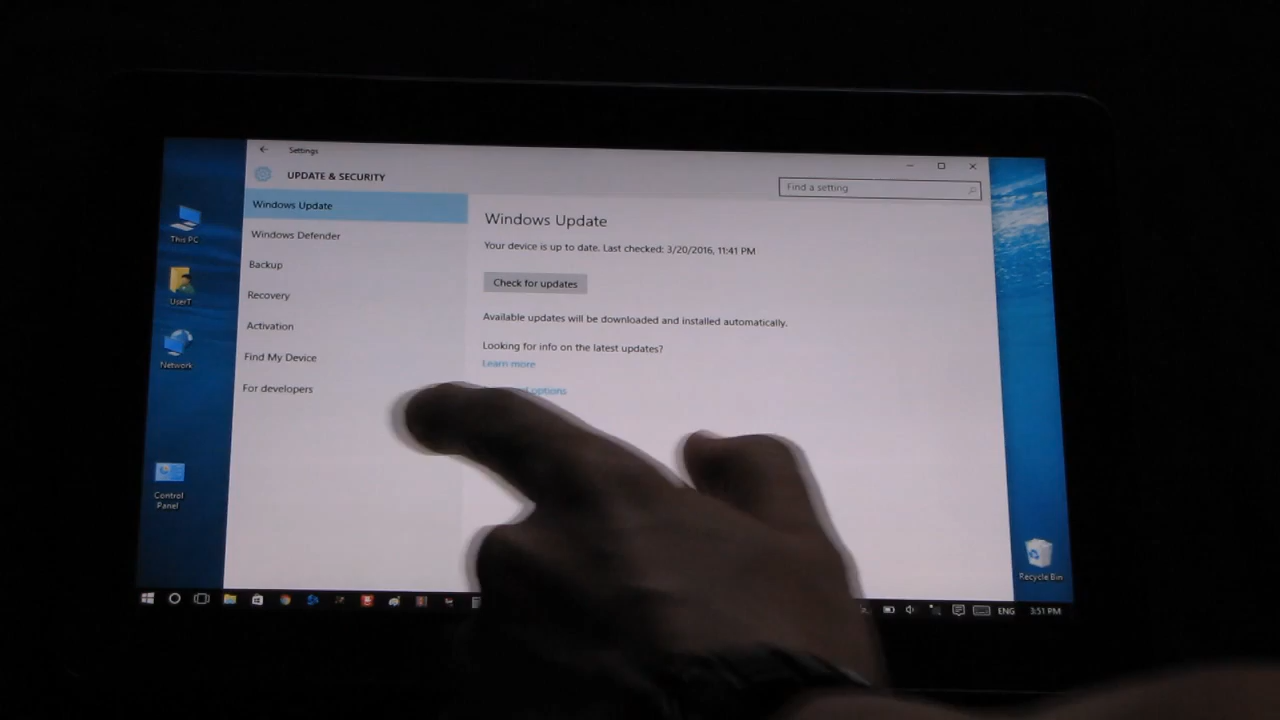 Settings
UPDATE & SECURITY
Find a setting
Windows Update
Windows Defender
Backup
Recovery
Activation
Find My Device
For developers
Windows Update
Your device is up to date. Last checked: 3/20/2016, 11:41 PM
Check for updates
Available updates will be downloaded and installed automatically.
Looking for info on the latest updates?
Learn more
options
This PC
UserT
Network
Control
Panel
Recycle Bin
ENG
3:51 PM